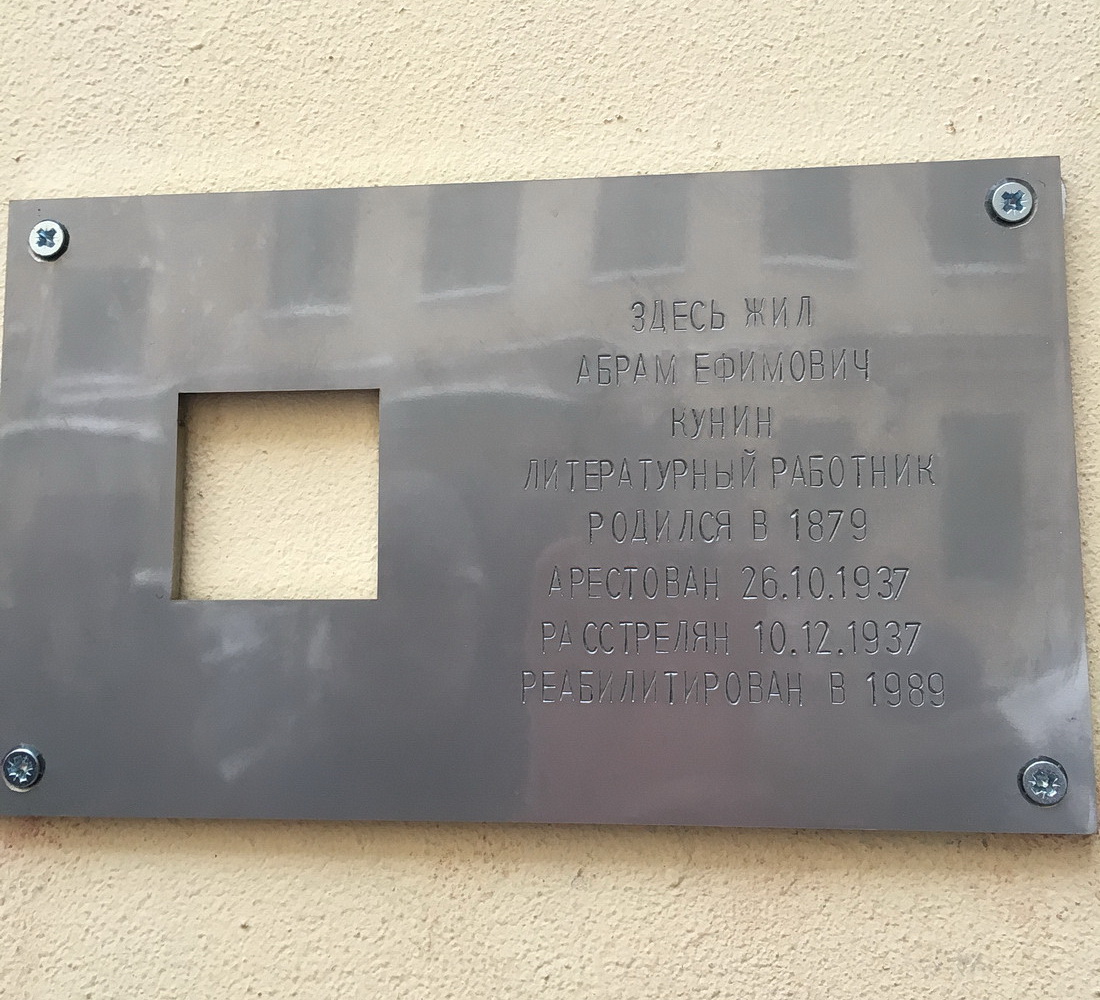 ЗДЕСЬ ЖИЛ
АБРАМ ЕФИМОВИЧ
КУНИН
ЛИТЕРАТУРНЫЙ РАБОТНИК
РОДИЛСЯ В 1879
АРЕСТОВАН 26.10.1937
РАССТРЕЛЯН 10.12.1937
РЕАБИЛИТИРОВАН В 1989